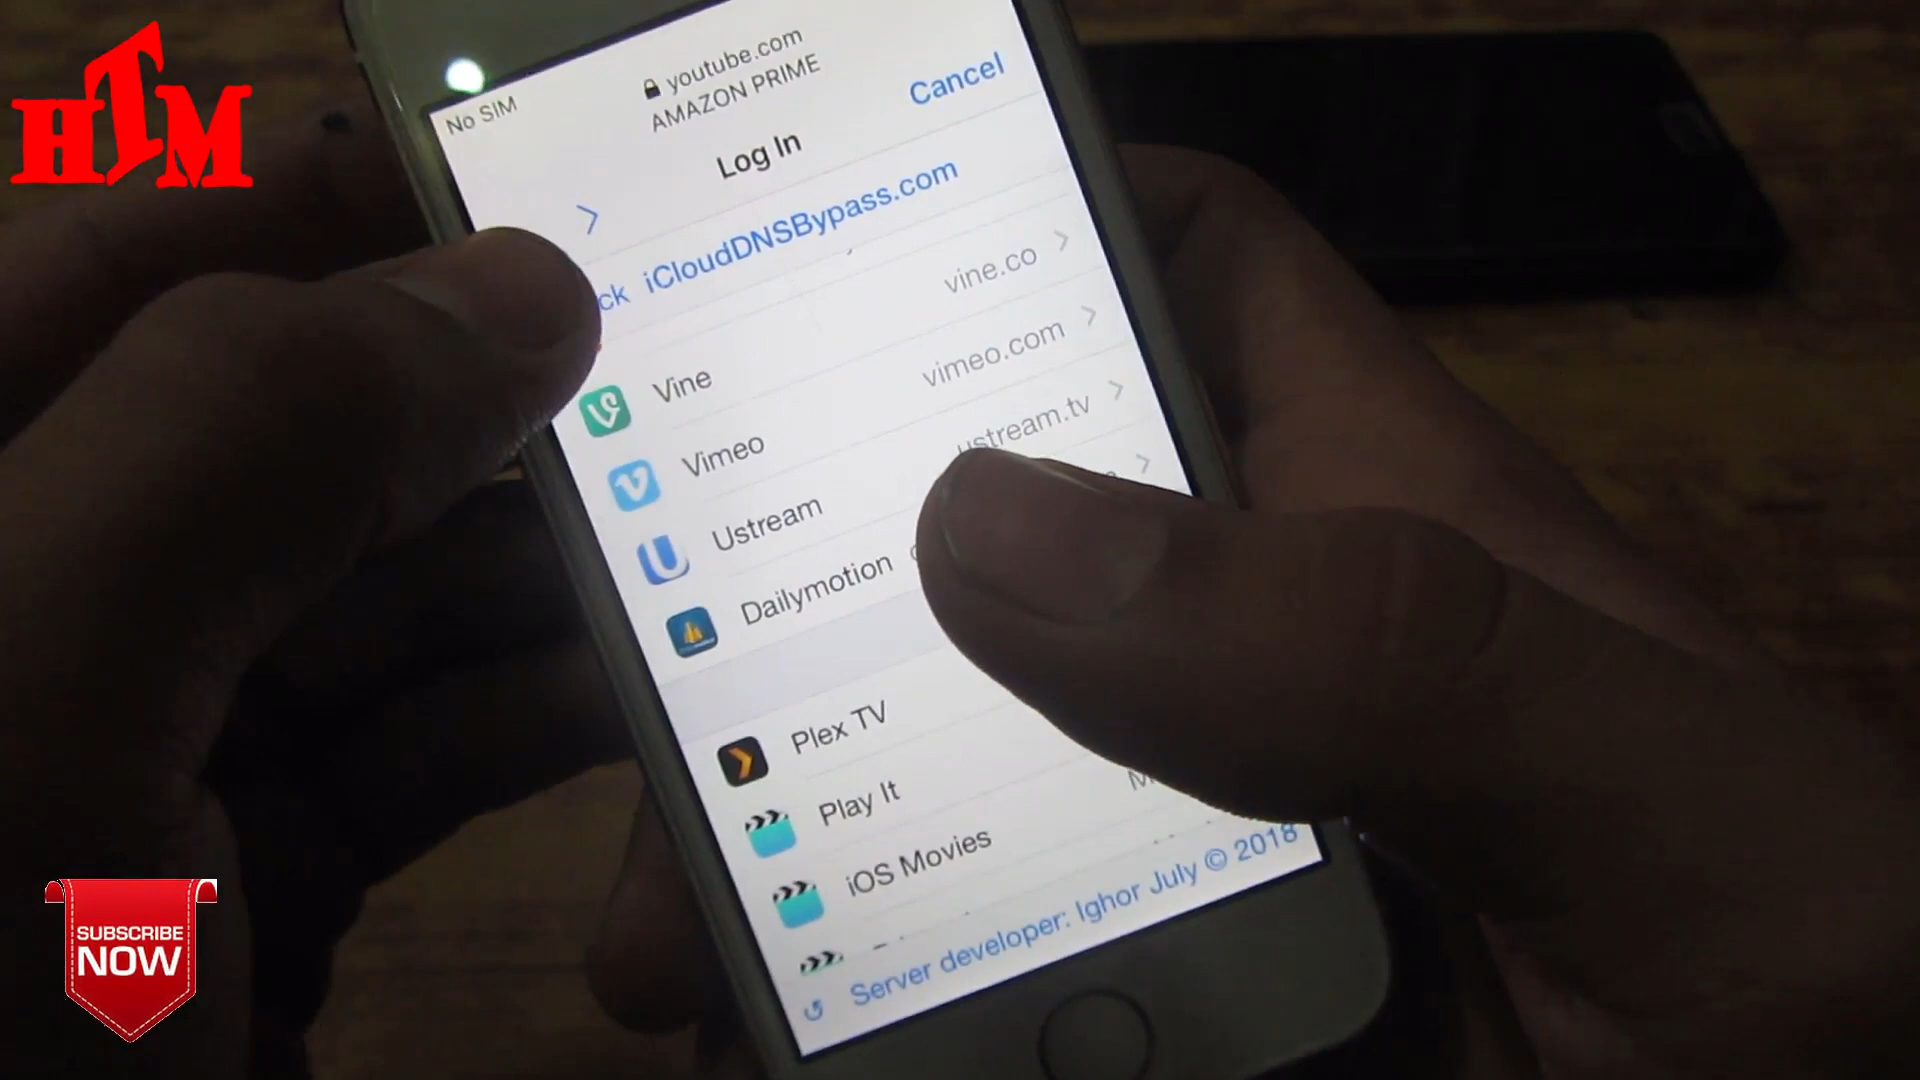 HTM
No SIM
youtube.com
AMAZON PRIME
Cancel
Log In
ck iCloudDNSBypass.com
Vine vine.co
Vimeo vimeo.com
Ustream ustream.tv
Dailymotion
Plex TV
Play It
iOS Movies
Server developer: Ighor July © 2018
SUBSCRIBE
NOW